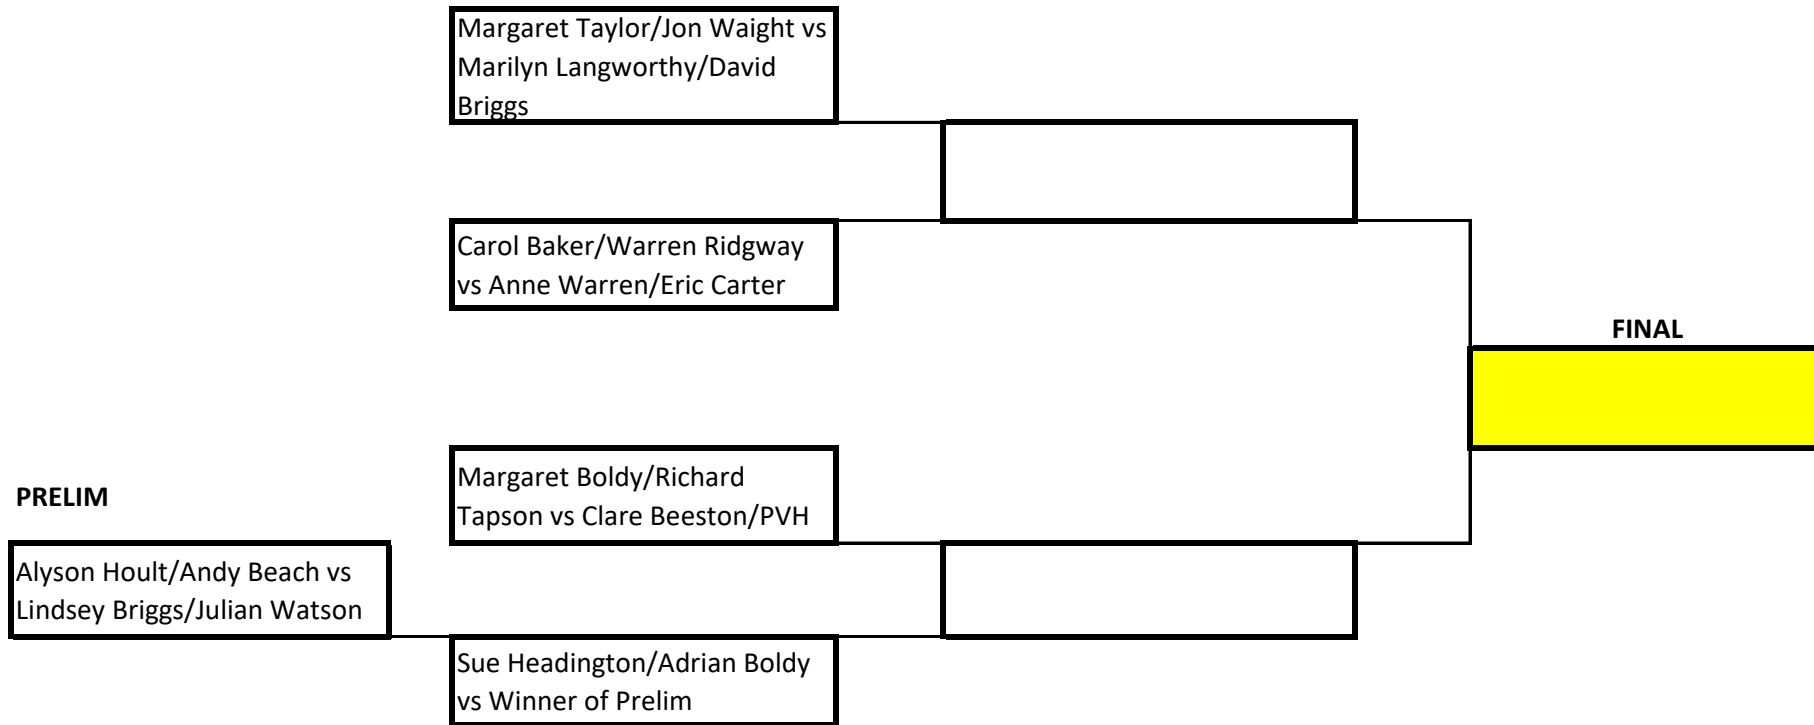 Margaret Taylor/Jon Waight vs
Marilyn Langworthy/David
Briggs
Carol Baker/Warren Ridgway
vs Anne Warren/Eric Carter
FINAL
Margaret Boldy/Richard
Tapson vs Clare Beeston/PVH
PRELIM
Alyson Hoult/Andy Beach vs
Lindsey Briggs/Julian Watson
Sue Headington/Adrian Boldy
vs Winner of Prelim